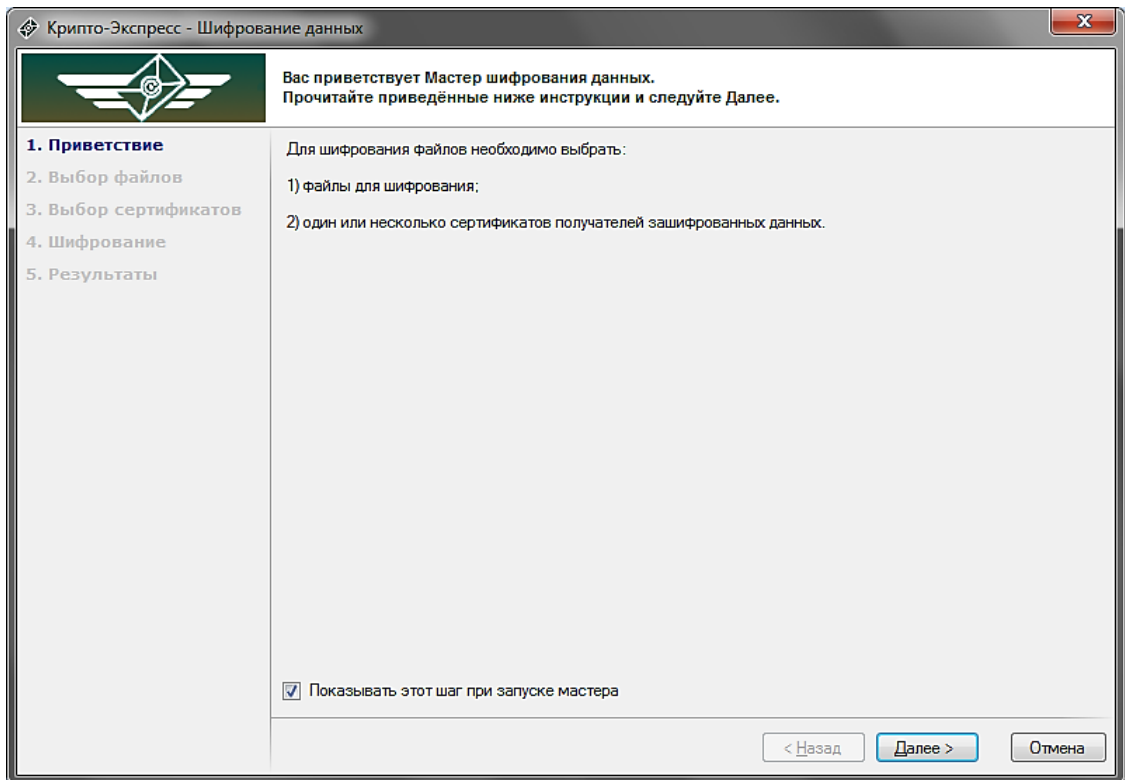 Крипто-Экспресс - Шифрование данных
Вас приветствует Мастер шифрования данных.
Прочитайте приведённые ниже инструкции и следуйте Далее.
1. Приветствие
2. Выбор файлов
3. Выбор сертификатов
4. Шифрование
5. Результаты
Для шифрования файлов необходимо выбрать:
1) файлы для шифрования;
2) один или несколько сертификатов получателей зашифрованных данных.
Показывать этот шаг при запуске мастера
< Назад
Далее >
Отмена